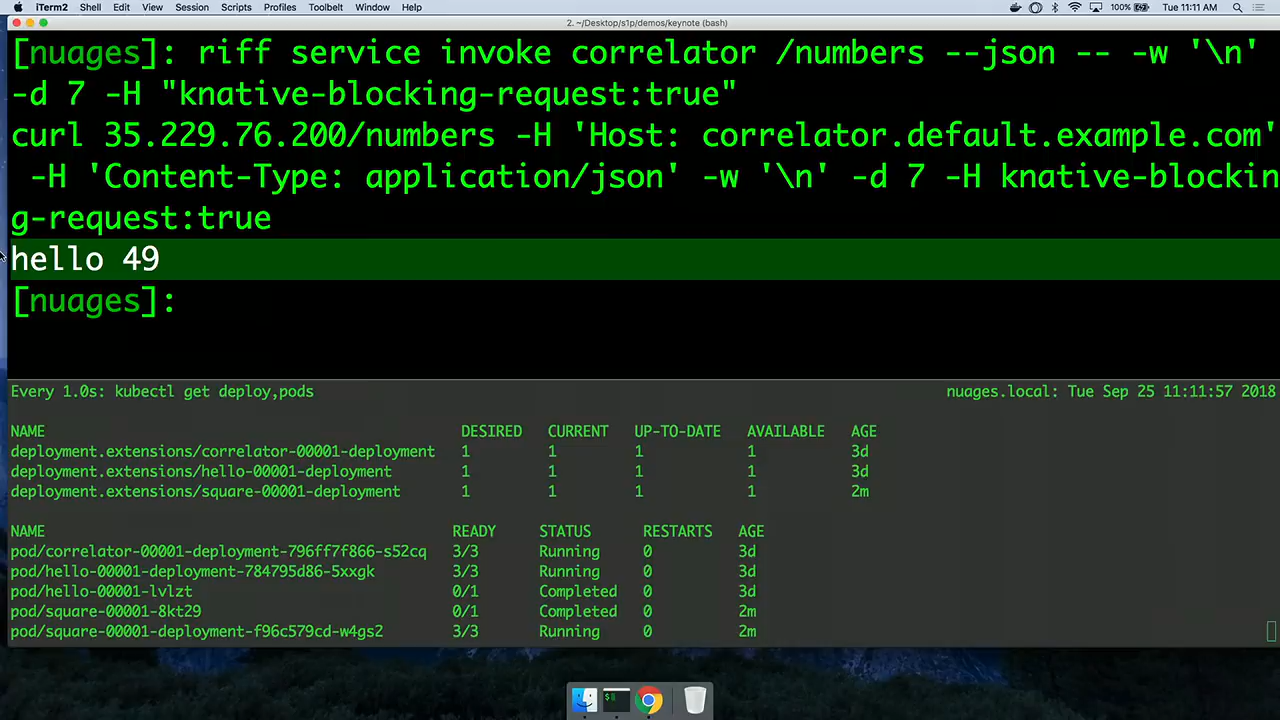 iTerm2 Shell Edit View Session Scripts Profiles Toolbelt Window Help 100% Tue 11:11 AM
2. ~/Desktop/s1p/demos/keynote (bash)
[nuages]: riff service invoke correlator /numbers --json -- -w '\n'
-d 7 -H "knative-blocking-request:true"
curl 35.229.76.200/numbers -H 'Host: correlator.default.example.com'
-H 'Content-Type: application/json' -w '\n' -d 7 -H knative-blockin
g-request:true
hello 49
[nuages]:
Every 1.0s: kubectl get deploy,pods nuages.local: Tue Sep 25 11:11:57 2018
NAME DESIRED CURRENT UP-TO-DATE AVAILABLE AGE
deployment.extensions/correlator-00001-deployment 1 1 1 1 3d
deployment.extensions/hello-00001-deployment 1 1 1 1 3d
deployment.extensions/square-00001-deployment 1 1 1 1 2m
NAME READY STATUS RESTARTS AGE
pod/correlator-00001-deployment-796ff7f866-s52cq 3/3 Running 0 3d
pod/hello-00001-deployment-784795d86-5xxgk 3/3 Running 0 3d
pod/hello-00001-lvlzt 0/1 Completed 0 3d
pod/square-00001-8kt29 0/1 Completed 0 2m
pod/square-00001-deployment-f96c579cd-w4gs2 3/3 Running 0 2m